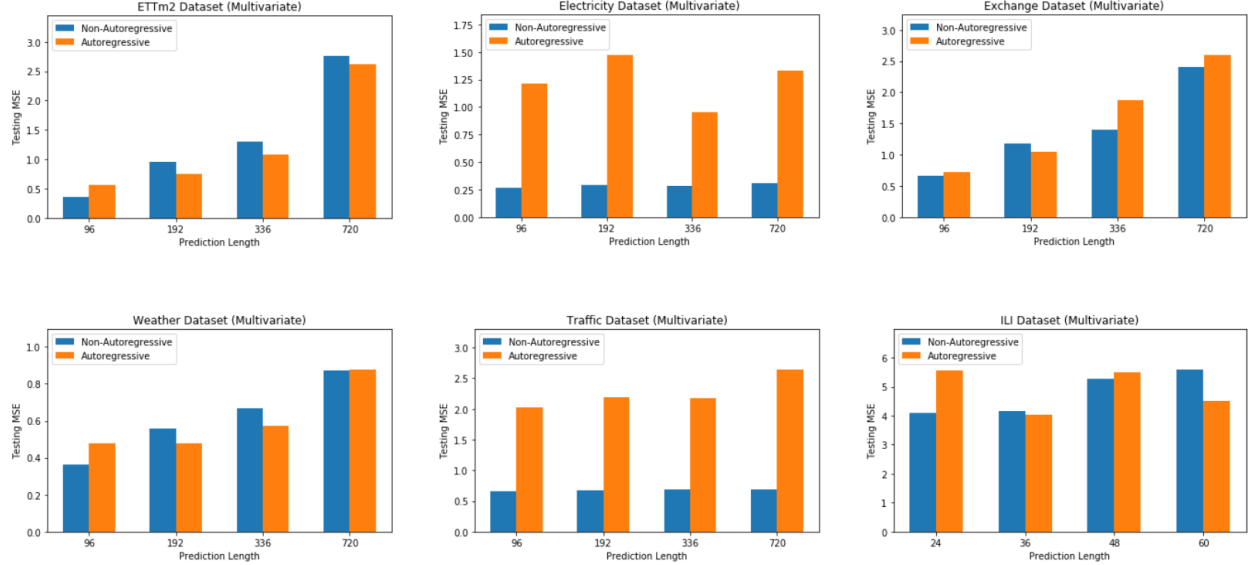 ETTm2 Dataset (Multivariate)
Non-Autoregressive
Autoregressive
Testing MSE
3.0
2.5
2.0
1.5
1.0
0.5
0.0
96 192 336 720
Prediction Length
Electricity Dataset (Multivariate)
Non-Autoregressive
Autoregressive
Testing MSE
1.75
1.50
1.25
1.00
0.75
0.50
0.25
0.00
96 192 336 720
Prediction Length
Exchange Dataset (Multivariate)
Non-Autoregressive
Autoregressive
Testing MSE
3.0
2.5
2.0
1.5
1.0
0.5
0.0
96 192 336 720
Prediction Length
Weather Dataset (Multivariate)
Non-Autoregressive
Autoregressive
Testing MSE
1.0
0.8
0.6
0.4
0.2
0.0
96 192 336 720
Prediction Length
Traffic Dataset (Multivariate)
Non-Autoregressive
Autoregressive
Testing MSE
3.0
2.5
2.0
1.5
1.0
0.5
0.0
96 192 336 720
Prediction Length
ILI Dataset (Multivariate)
Non-Autoregressive
Autoregressive
Testing MSE
6
5
4
3
2
1
0
24 36 48 60
Prediction Length